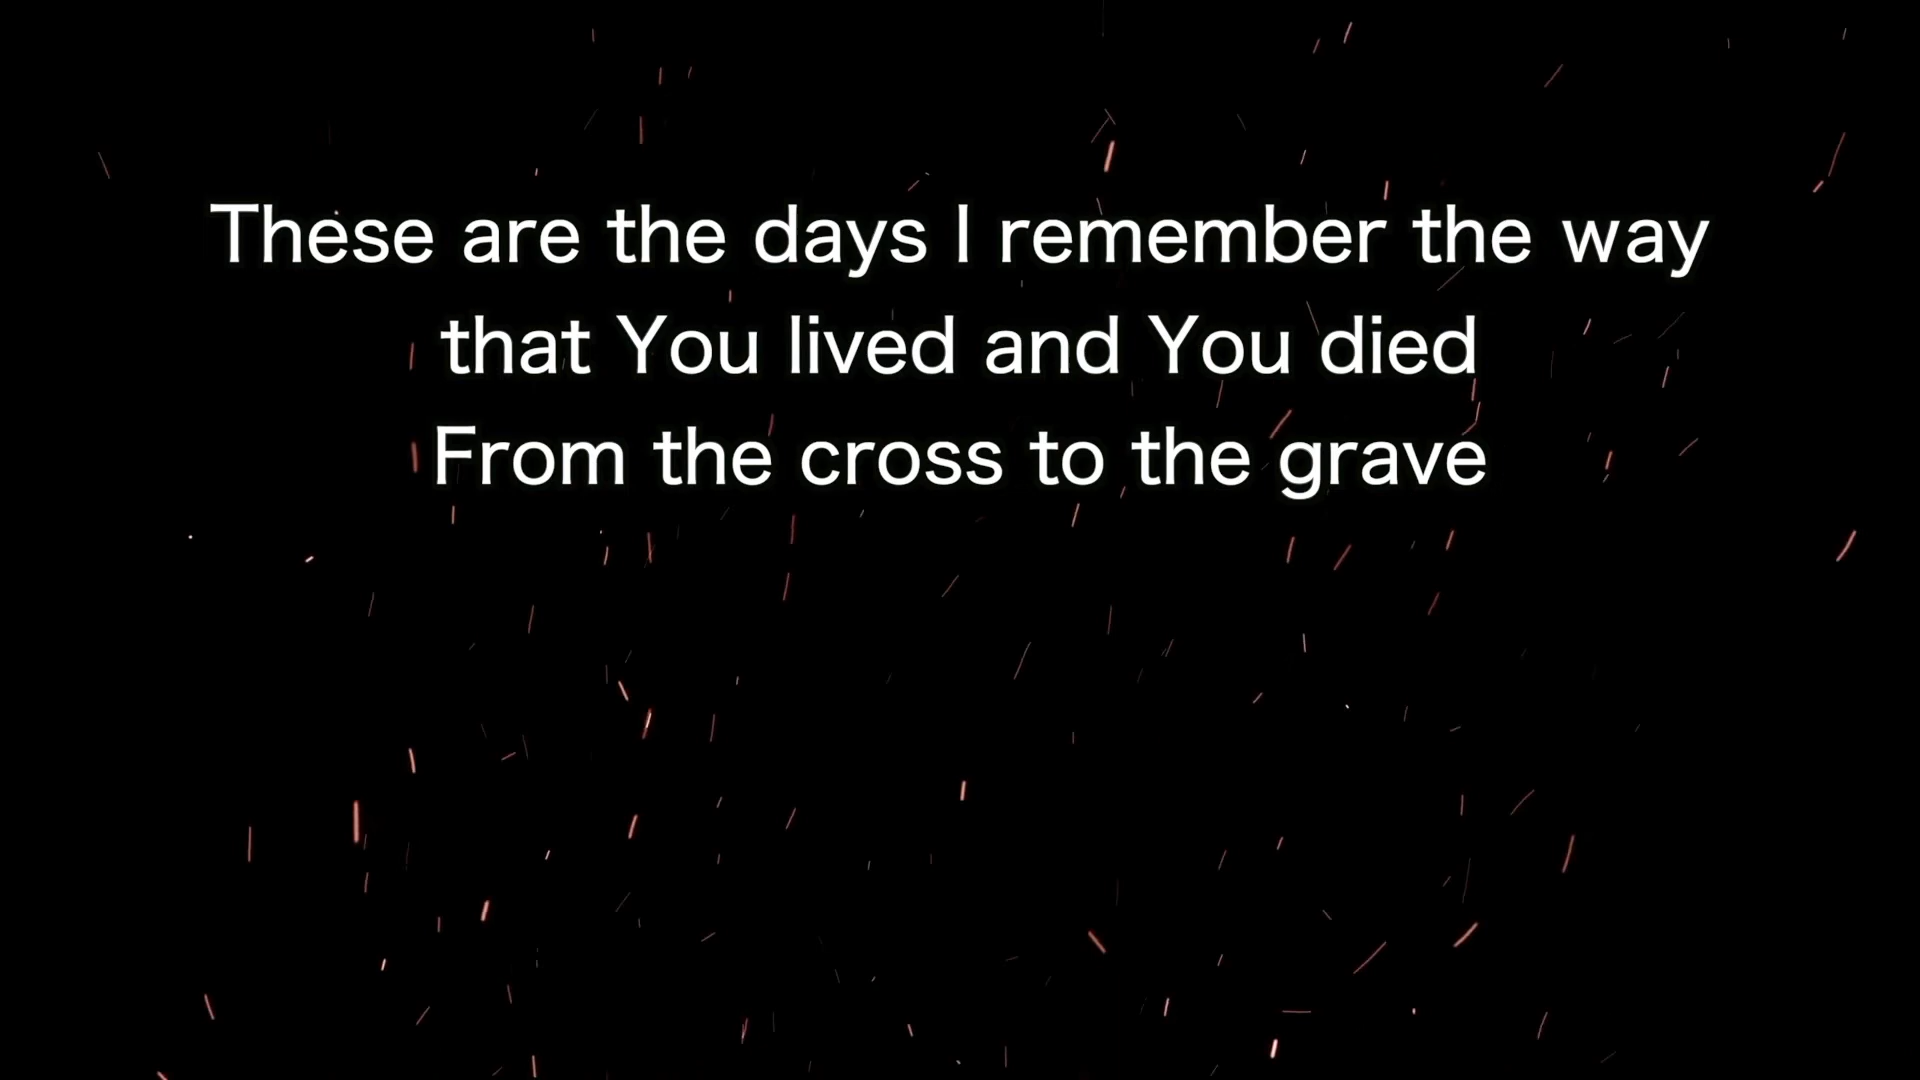 These are the days I remember the way
that You lived and You died
From the cross to the grave